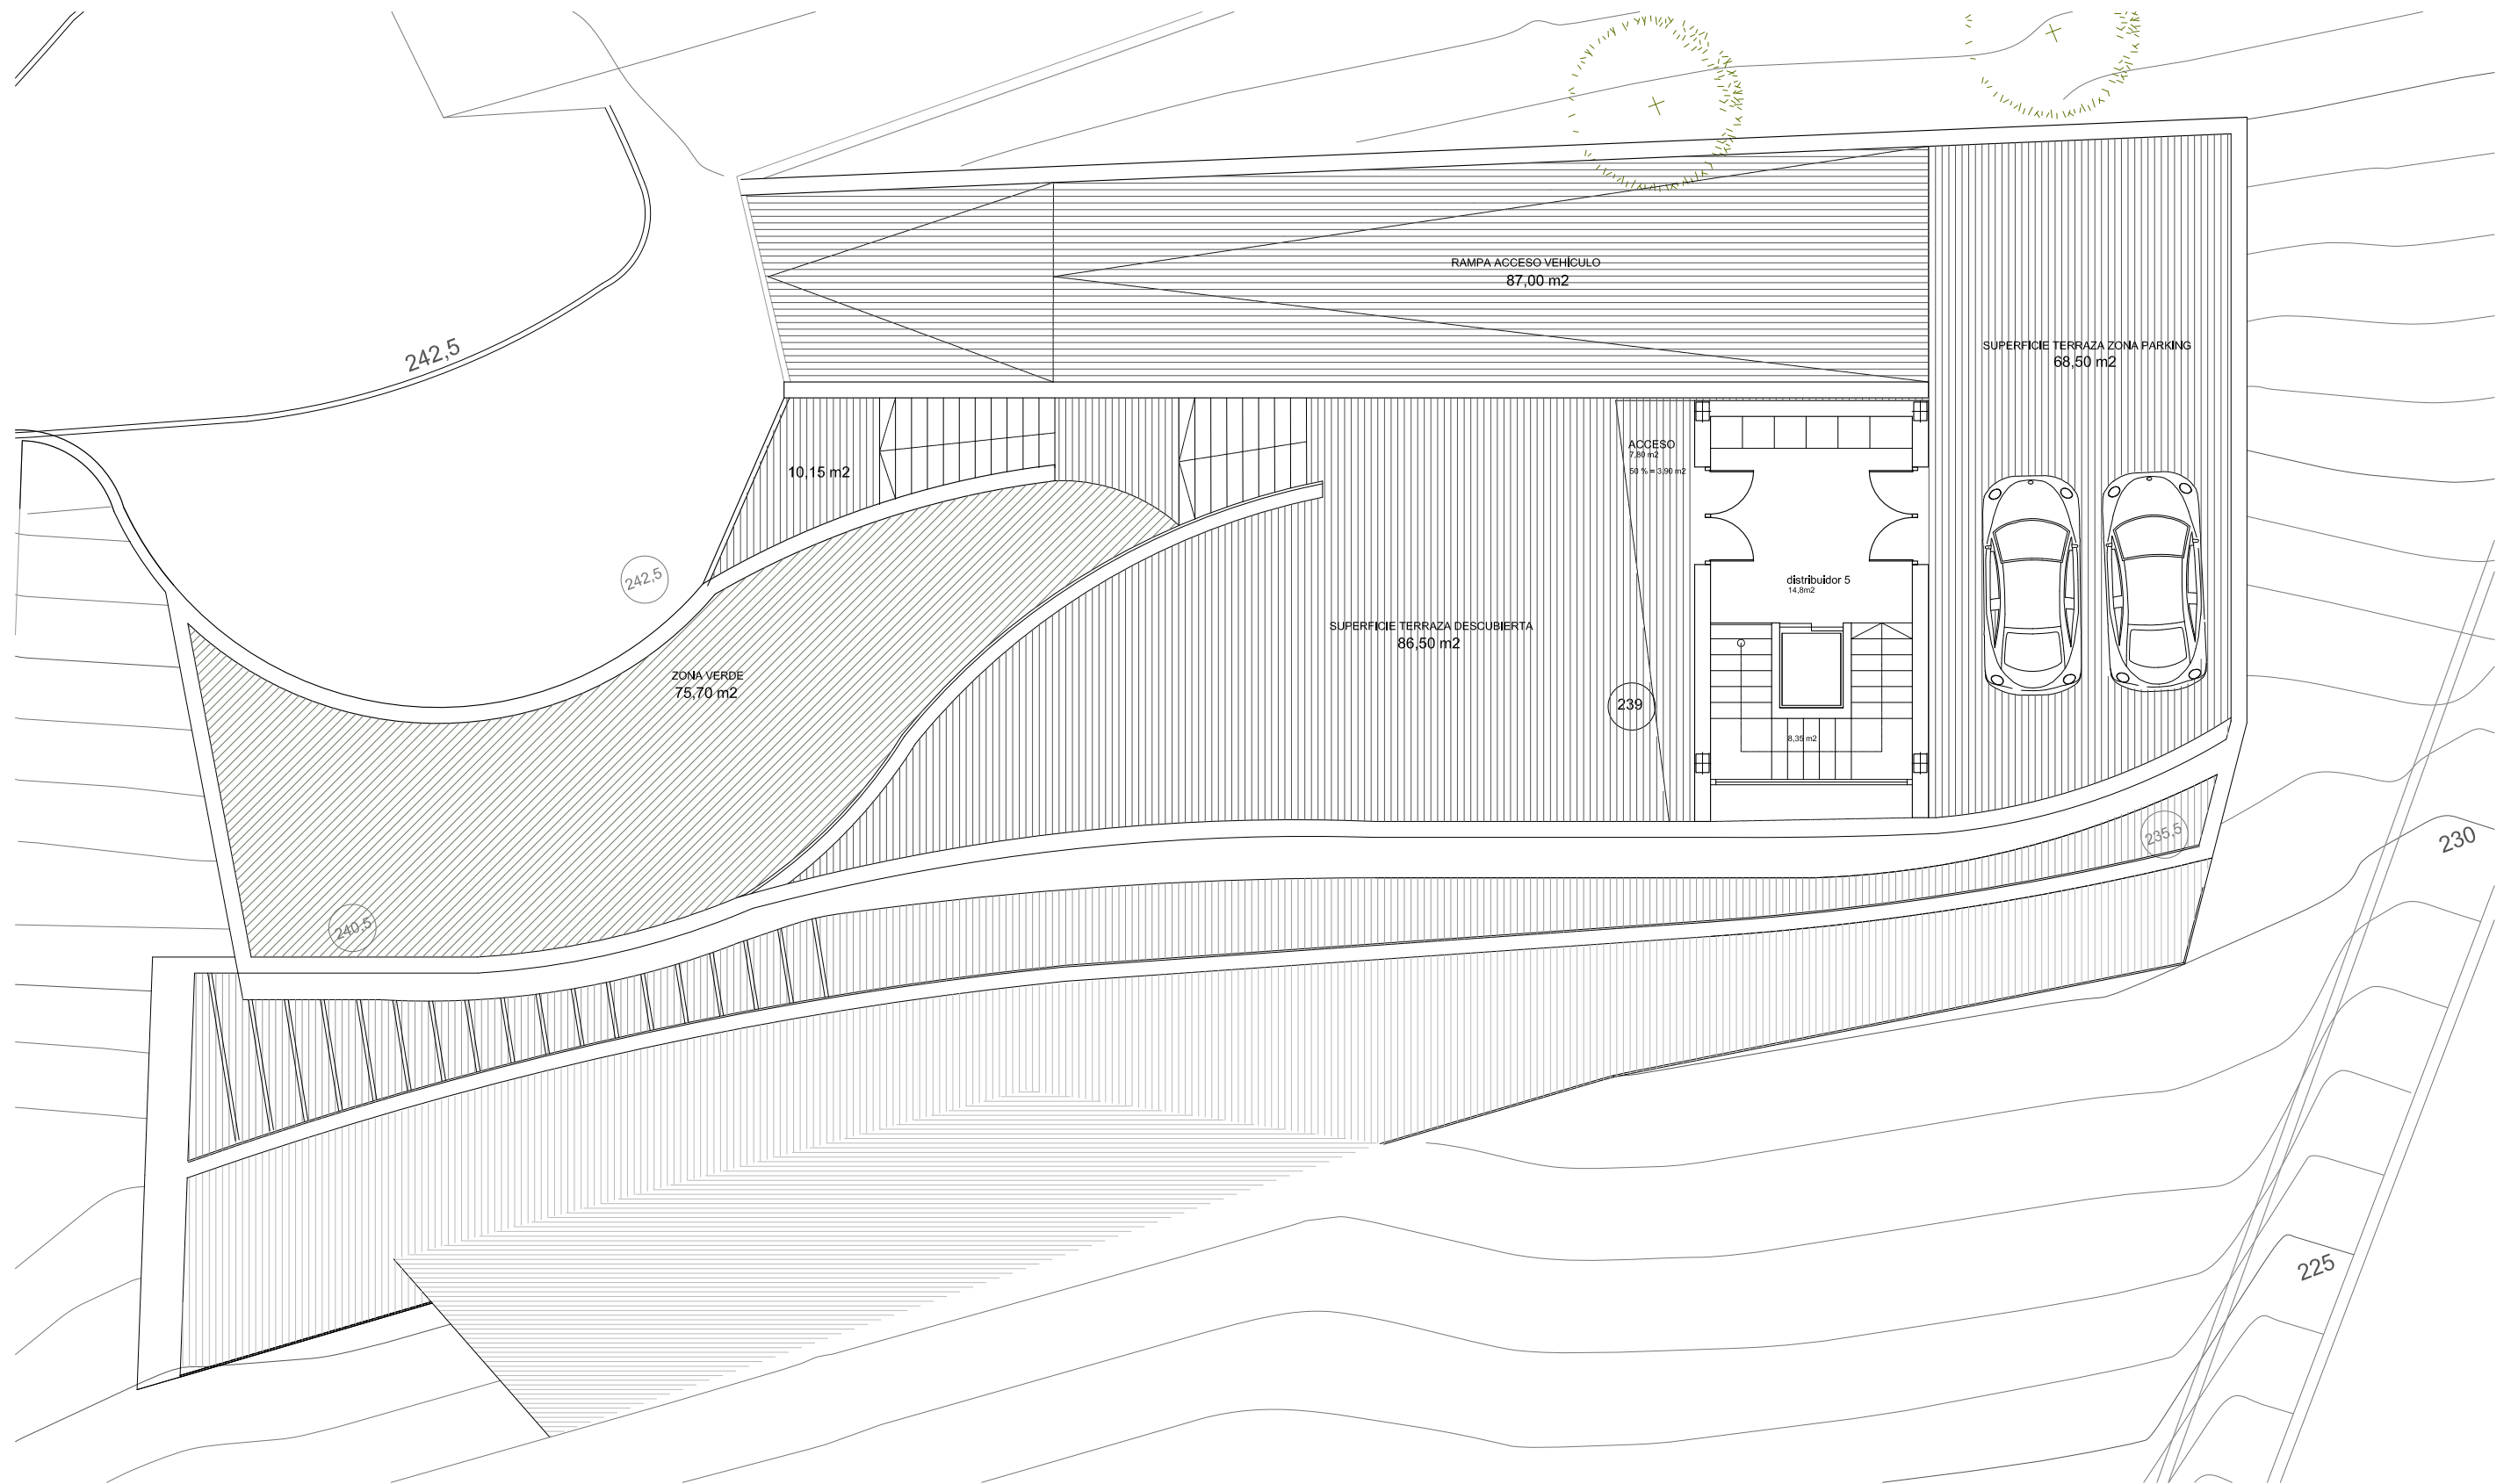 RAMPA ACCESO VEHÍCULO
87,00 m2
242,5
SUPERFICIE TERRAZA ZONA PARKING
68,50 m2
ACCESO
7,80 m2
50 % = 3,90 m2
10,15 m2
242,5
distribuidor 5
14,8m2
SUPERFICIE TERRAZA DESCUBIERTA
86,50 m2
ZONA VERDE
75,70 m2
239
8,35 m2
235,5
230
240,5
225